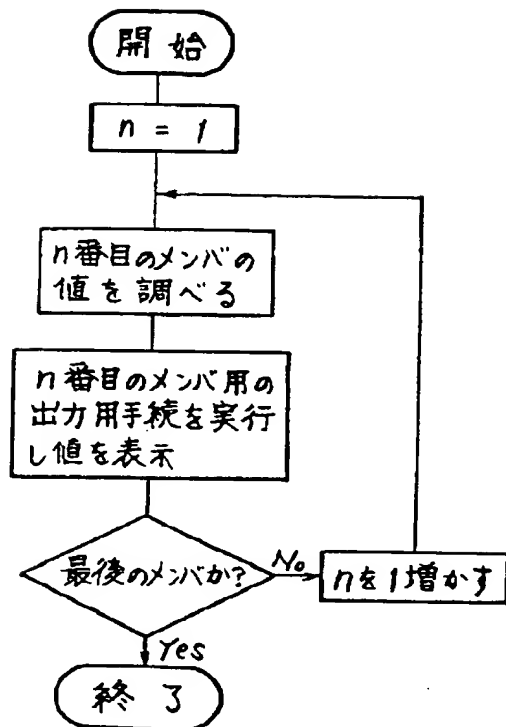 開始
n = 1
n番目のメンバの
値を調べる
n番目のメンバ用の
出力用手続を実行
し値を表示
最後のメンバか?
No
nを1増かす
Yes
終了